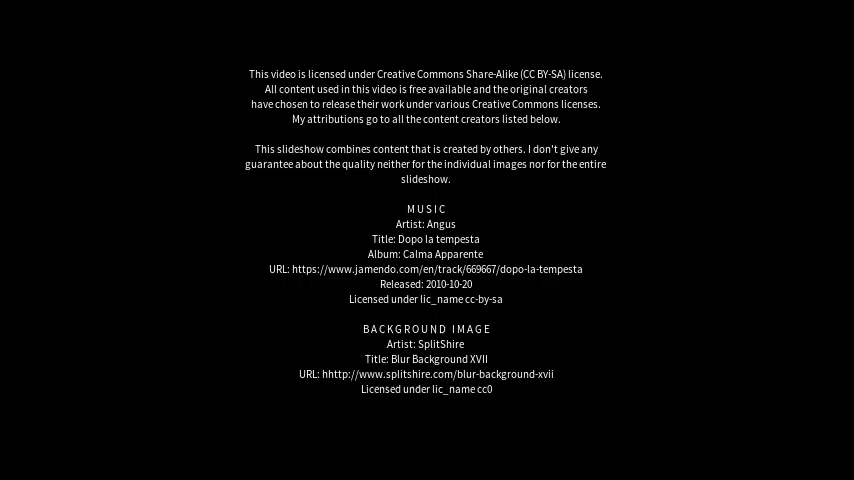 This video is licensed under Creative Commons Share-Alike (CC BY-SA) license.
All content used in this video is free available and the original creators
have chosen to release their work under various Creative Commons licenses.
My attributions go to all the content creators listed below.
This slideshow combines content that is created by others. I don't give any
guarantee about the quality neither for the individual images nor for the entire
slideshow.
MUSIC
Artist: Angus
Title: Dopo la tempesta
Album: Calma Apparente
URL: https://www.jamendo.com/en/track/669667/dopo-la-tempesta
Released: 2010-10-20
Licensed under lic_name cc-by-sa
BACKGROUND IMAGE
Artist: SplitShire
Title: Blur Background XVII
URL: hhttp://www.splitshire.com/blur-background-xvii
Licensed under lic_name cc0